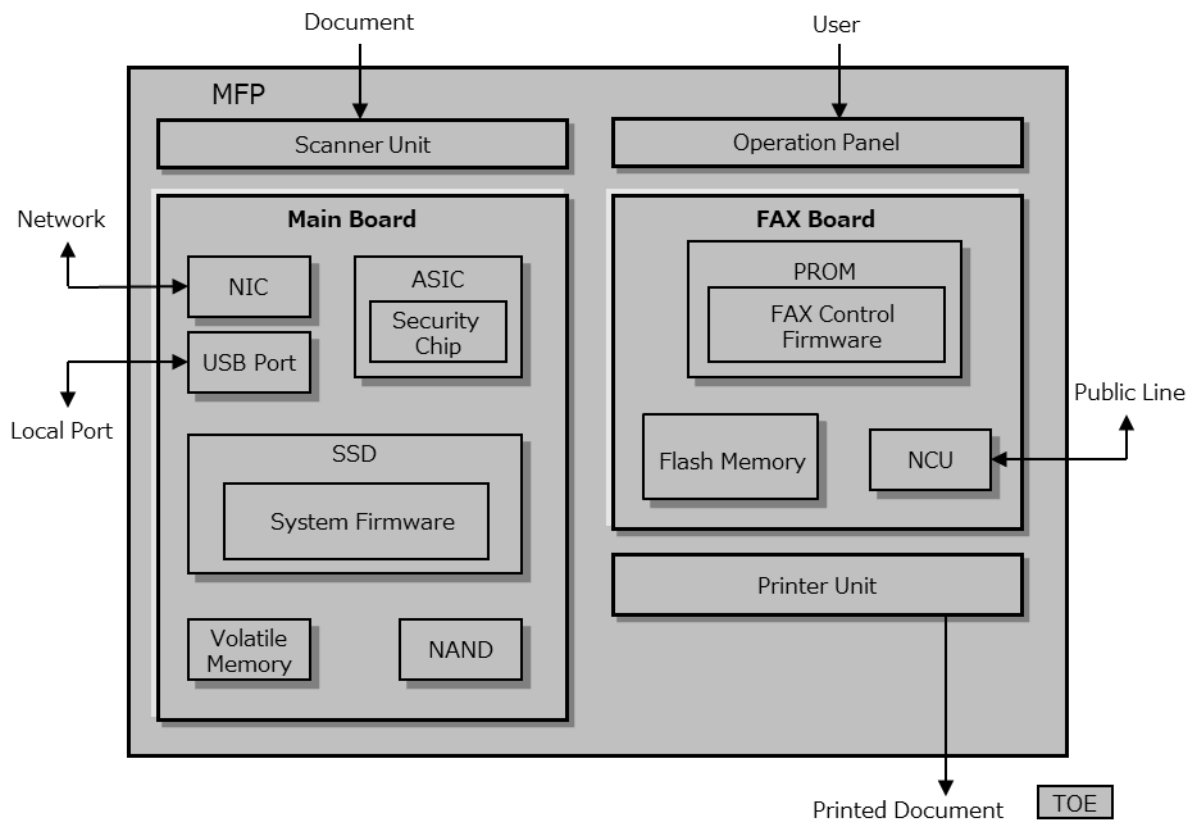 Document
User
MFP
Scanner Unit
Operation Panel
Main Board
FAX Board
Network
NIC
ASIC
Security
Chip
PROM
FAX Control
Firmware
USB Port
Local Port
Public Line
SSD
System Firmware
Flash Memory
NCU
Printer Unit
Volatile
Memory
NAND
Printed Document
TOE